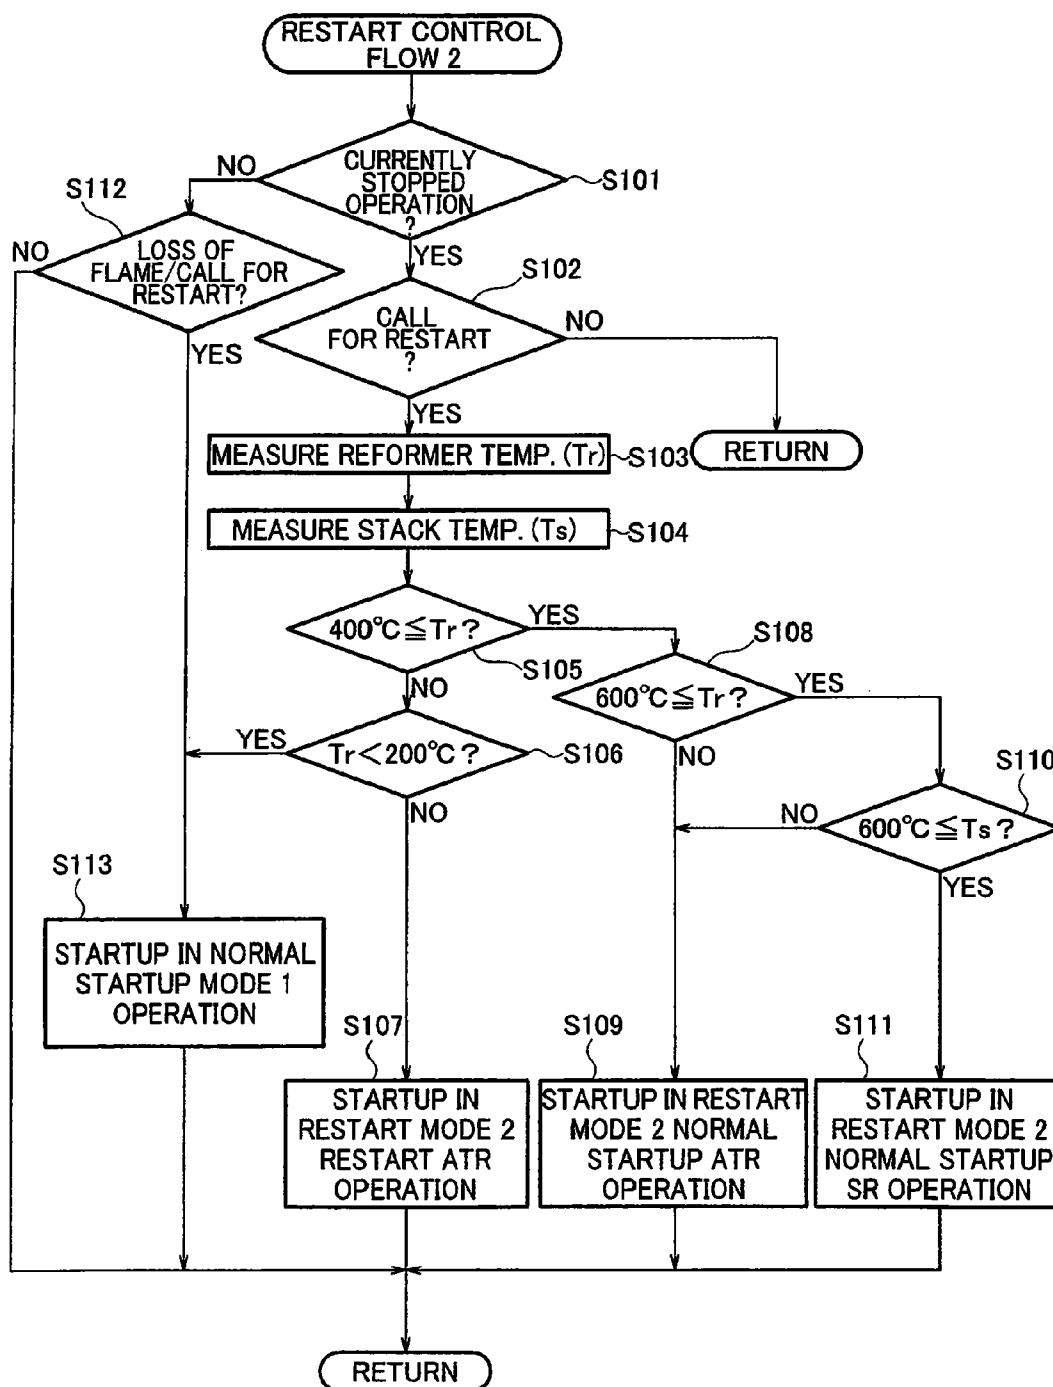 RESTART CONTROL
FLOW 2
CURRENTLY
STOPPED
OPERATION
?
NO
S101
S112
YES
NO
LOSS OF
FLAME/CALL FOR
RESTART?
S102
CALL
FOR RESTART
?
NO
YES
YES
MEASURE REFORMER TEMP. (Tr)
S103
RETURN
MEASURE STACK TEMP. (Ts)
S104
400℃≦Tr?
YES
S105
S108
NO
600℃≦Tr?
YES
YES
Tr<200℃?
S106
NO
S110
NO
NO
600℃≦Ts?
YES
S113
STARTUP IN NORMAL
STARTUP MODE 1
OPERATION
S107
S109
S111
STARTUP IN
RESTART MODE 2
RESTART ATR
OPERATION
STARTUP IN RESTART
MODE 2 NORMAL
STARTUP ATR
OPERATION
STARTUP IN
RESTART MODE 2
NORMAL STARTUP
SR OPERATION
RETURN